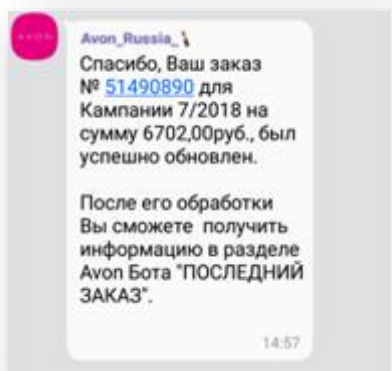 AVON
Avon_Russia_
Спасибо, Ваш заказ
№ 51490890 для
Кампании 7/2018 на
сумму 6702,00руб., был
успешно обновлен.
После его обработки
Вы сможете получить
информацию в разделе
Avon Бота "ПОСЛЕДНИЙ
ЗАКАЗ".
14:57